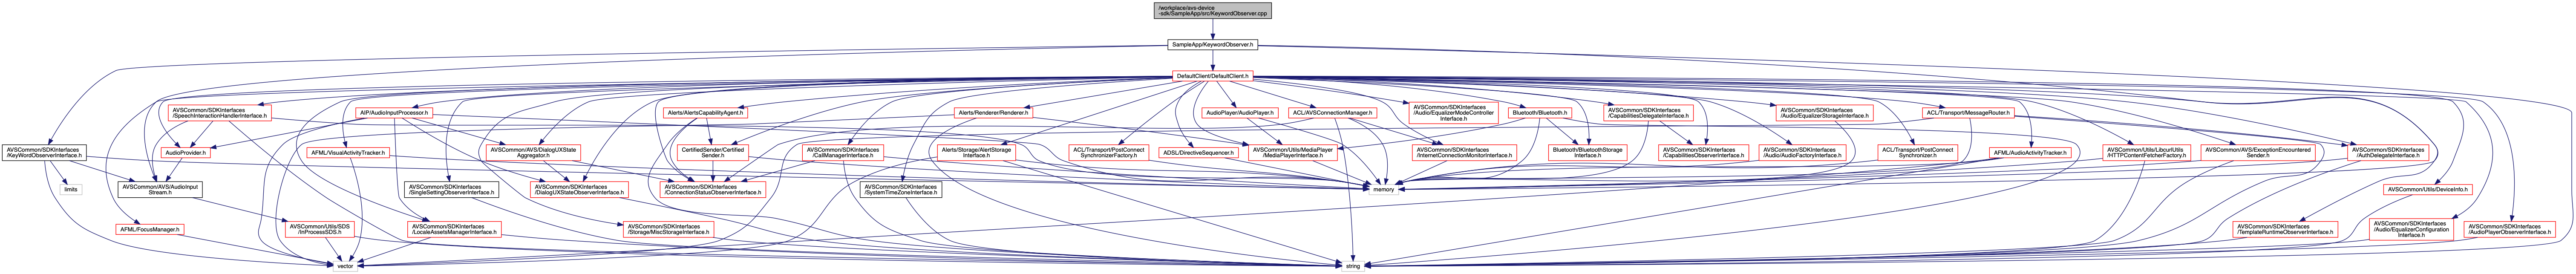 /workplace/avs-device
-sdk/SampleApp/src/KeywordObserver.cpp
SampleApp/KeywordObserver.h
DefaultClient/DefaultClient.h
AVSCommon/SDKInterfaces
/SpeechInteractionHandlerInterface.h
AIP/AudioInputProcessor.h
Alerts/AlertsCapabilityAgent.h
Alerts/Renderer/Renderer.h
AudioPlayer/AudioPlayer.h
ACL/AVSConnectionManager.h
AVSCommon/SDKInterfaces
/Audio/EqualizerModeController
Interface.h
Bluetooth/Bluetooth.h
AVSCommon/SDKInterfaces
/CapabilitiesDelegateInterface.h
AVSCommon/SDKInterfaces
/Audio/EqualizerStorageInterface.h
ACL/Transport/MessageRouter.h
AVSCommon/SDKInterfaces
/KeyWordObserverInterface.h
AudioProvider.h
AFML/VisualActivityTracker.h
AVSCommon/AVS/DialogUXState
Aggregator.h
CertifiedSender/Certified
Sender.h
AVSCommon/SDKInterfaces
/CallManagerInterface.h
Alerts/Storage/AlertStorage
Interface.h
ACL/Transport/PostConnect
SynchronizerFactory.h
ADSL/DirectiveSequencer.h
AVSCommon/Utils/MediaPlayer
/MediaPlayerInterface.h
AVSCommon/SDKInterfaces
/InternetConnectionMonitorInterface.h
Bluetooth/BluetoothStorage
Interface.h
AVSCommon/SDKInterfaces
/CapabilitiesObserverInterface.h
AVSCommon/SDKInterfaces
/Audio/AudioFactoryInterface.h
ACL/Transport/PostConnect
Synchronizer.h
AFML/AudioActivityTracker.h
AVSCommon/Utils/LibcurlUtils
/HTTPContentFetcherFactory.h
AVSCommon/AVS/ExceptionEncountered
Sender.h
AVSCommon/SDKInterfaces
/AuthDelegateInterface.h
limits
AVSCommon/AVS/AudioInput
Stream.h
AVSCommon/SDKInterfaces
/SingleSettingObserverInterface.h
AVSCommon/SDKInterfaces
/DialogUXStateObserverInterface.h
AVSCommon/SDKInterfaces
/ConnectionStatusObserverInterface.h
AVSCommon/SDKInterfaces
/SystemTimeZoneInterface.h
memory
AVSCommon/Utils/DeviceInfo.h
AFML/FocusManager.h
AVSCommon/Utils/SDS
/InProcessSDS.h
AVSCommon/SDKInterfaces
/LocaleAssetsManagerInterface.h
AVSCommon/SDKInterfaces
/Storage/MiscStorageInterface.h
AVSCommon/SDKInterfaces
/TemplateRuntimeObserverInterface.h
AVSCommon/SDKInterfaces
/Audio/EqualizerConfiguration
Interface.h
AVSCommon/SDKInterfaces
/AudioPlayerObserverInterface.h
vector
string